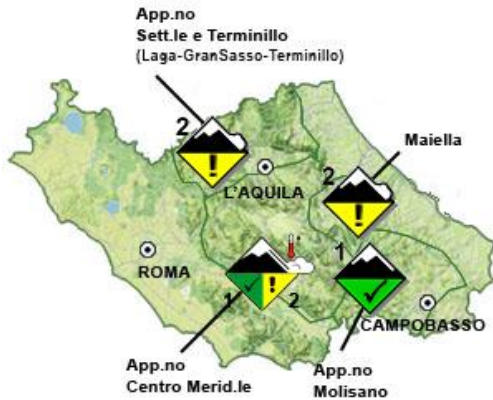 App.no
Sett.le e Terminillo
(Laga-GranSasso-Terminillo)
2
!
L'AQUILA
Maiella
2
!
ROMA
1
!
2
1
CAMPOBASSO
App.no
Centro Merid.le
App.no
Molisano